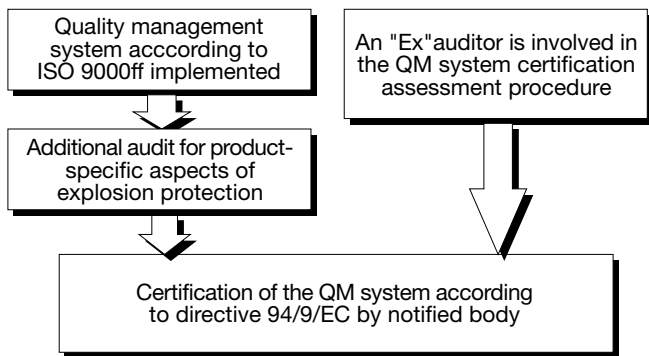 Quality management
system acccording to
ISO 9000ff implemented
An "Ex"auditor is involved in
the QM system certification
assessment procedure
Additional audit for product-
specific aspects of
explosion protection
Certification of the QM system according
to directive 94/9/EC by notified body